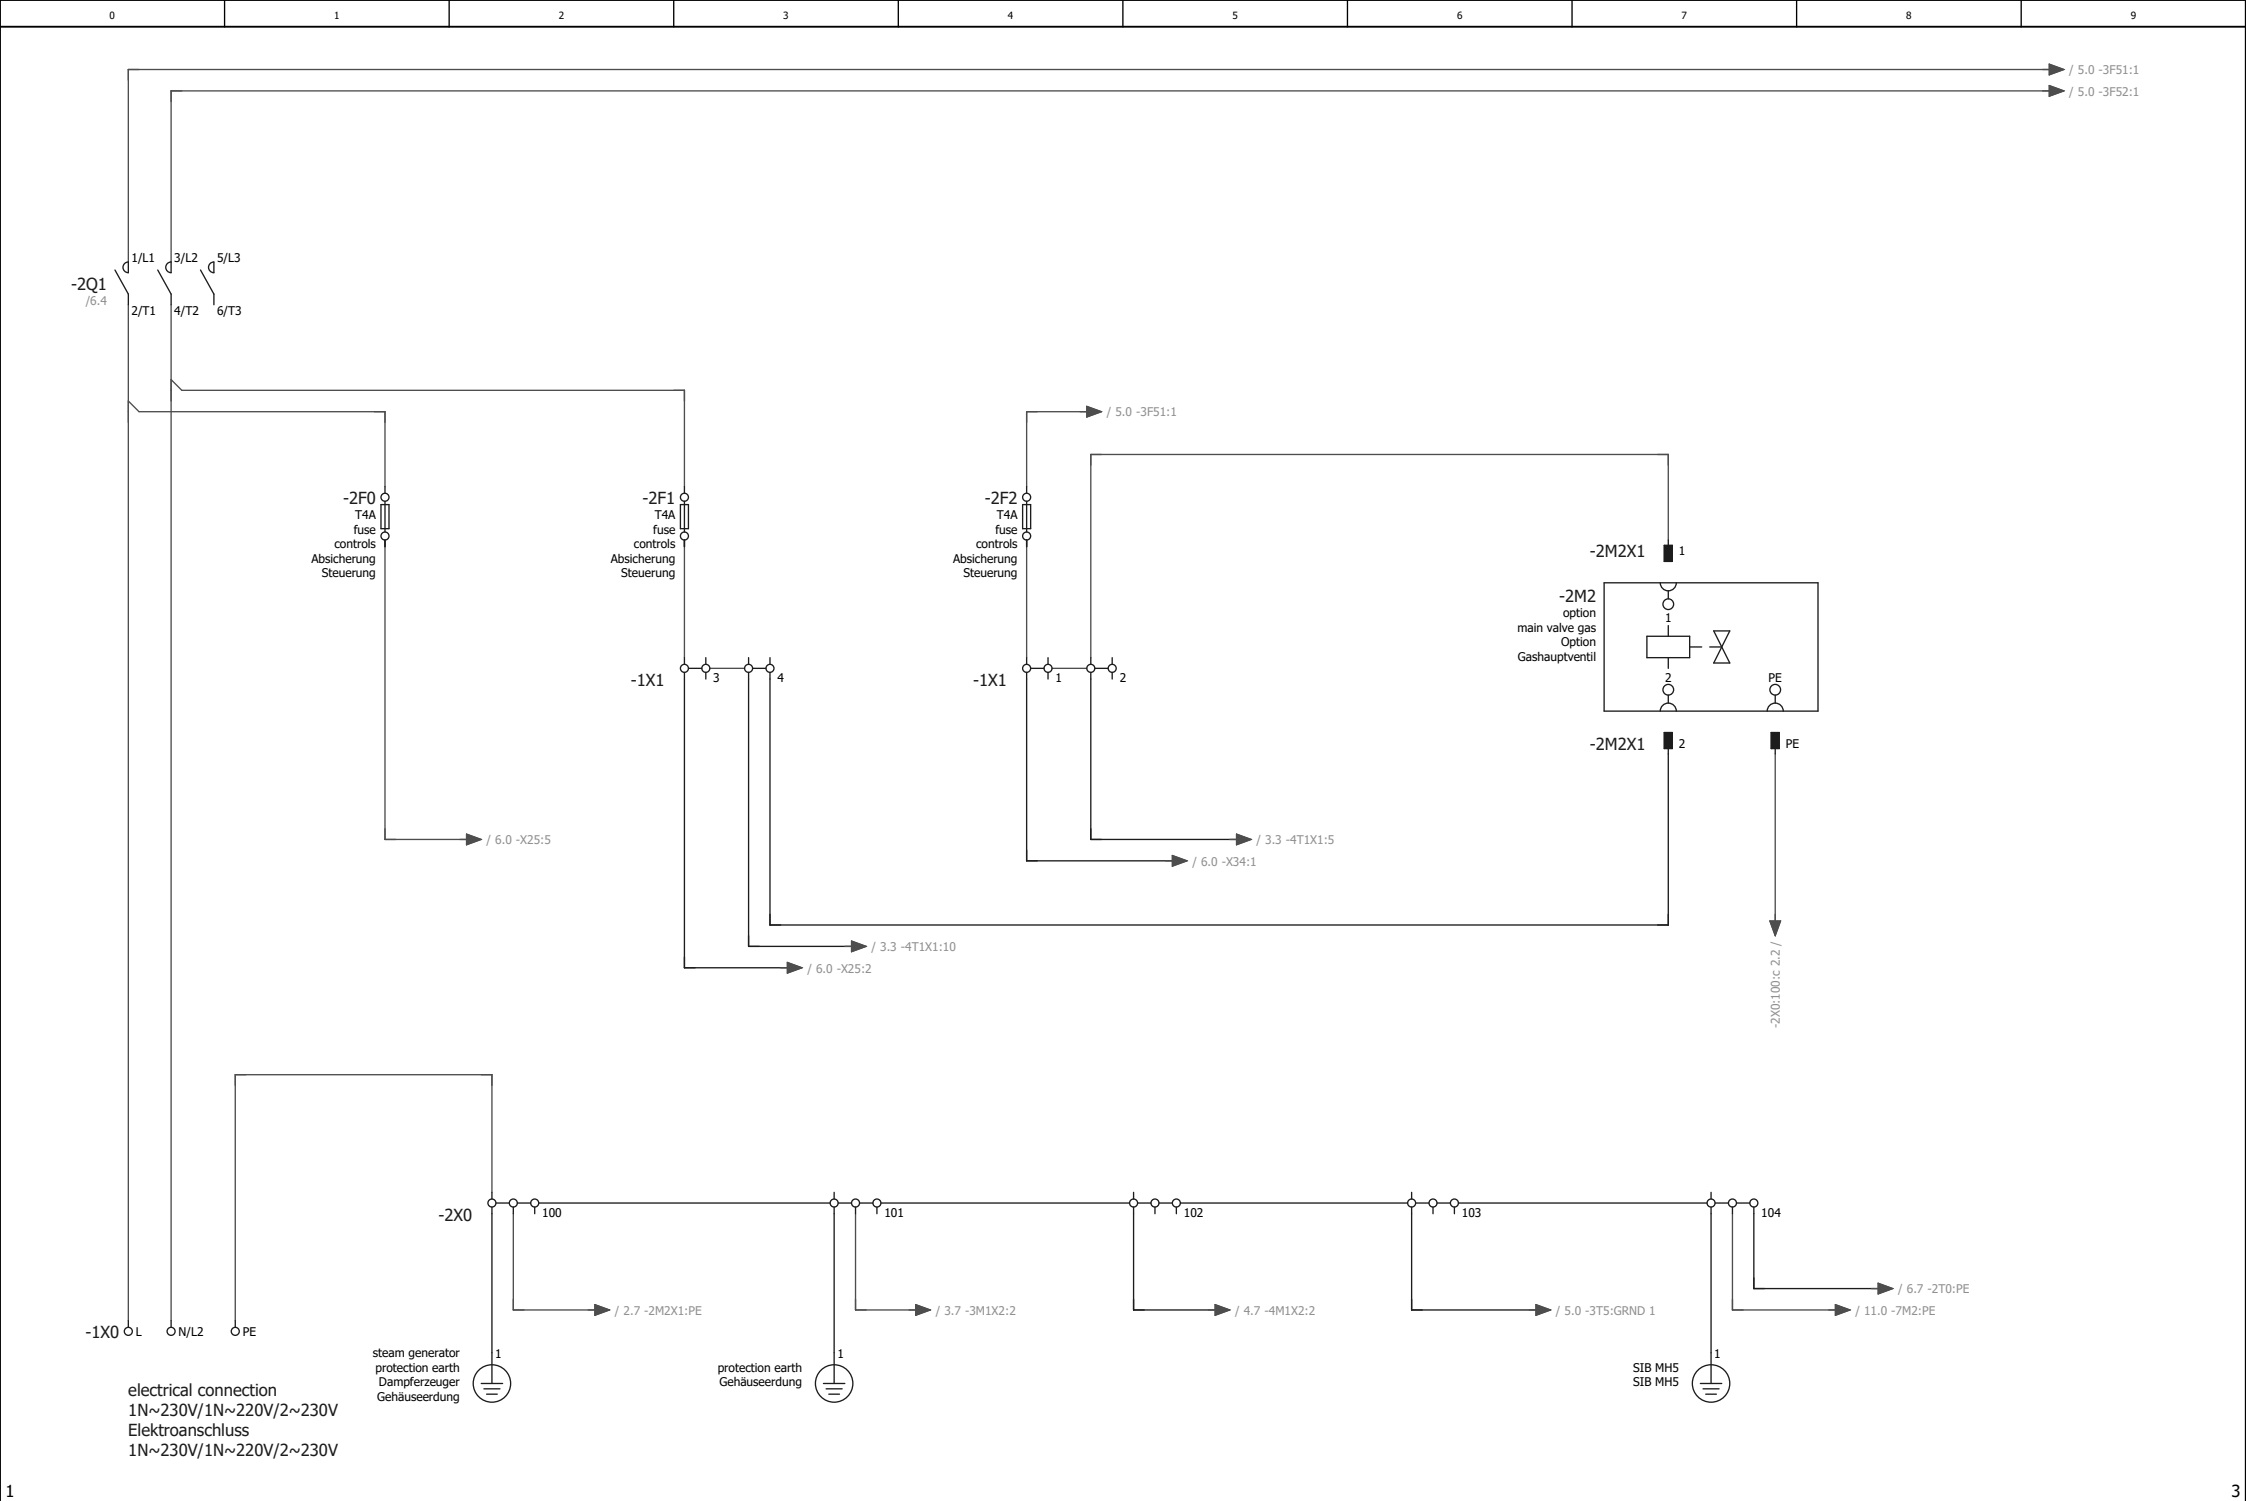 0 1 2 3 4 5 6 7 8 9
/ 5.0 -3F51:1
/ 5.0 -3F52:1
1/L1 3/L2 5/L3
-2Q1
/6.4
2/T1 4/T2 6/T3
/ 5.0 -3F51:1
-2F0
T4A
fuse
controls
Absicherung
Steuerung
-2F1
T4A
fuse
controls
Absicherung
Steuerung
-2F2
T4A
fuse
controls
Absicherung
Steuerung
-2M2X1 1
-2M2
option
main valve gas
Option
Gashauptventil
1
2
PE
-1X1 3 4
-1X1 1 2
-2M2X1 2 PE
/ 6.0 -X25:5
/ 3.3 -4T1X1:5
/ 6.0 -X34:1
/ 3.3 -4T1X1:10
/ 6.0 -X25:2
-2X0:100:c 2.2 /
-2X0 100 101 102 103 104
/ 6.7 -2T0:PE
/ 2.7 -2M2X1:PE
/ 3.7 -3M1X2:2
/ 4.7 -4M1X2:2
/ 5.0 -3T5:GRND 1
/ 11.0 -7M2:PE
-1X0 L N/L2 PE
steam generator
protection earth
Dampferzeuger
Gehäuseerdung
1
protection earth
Gehäuseerdung
1
SIB MH5
SIB MH5
1
electrical connection
1N~230V/1N~220V/2~230V
Elektroanschluss
1N~230V/1N~220V/2~230V
1
3